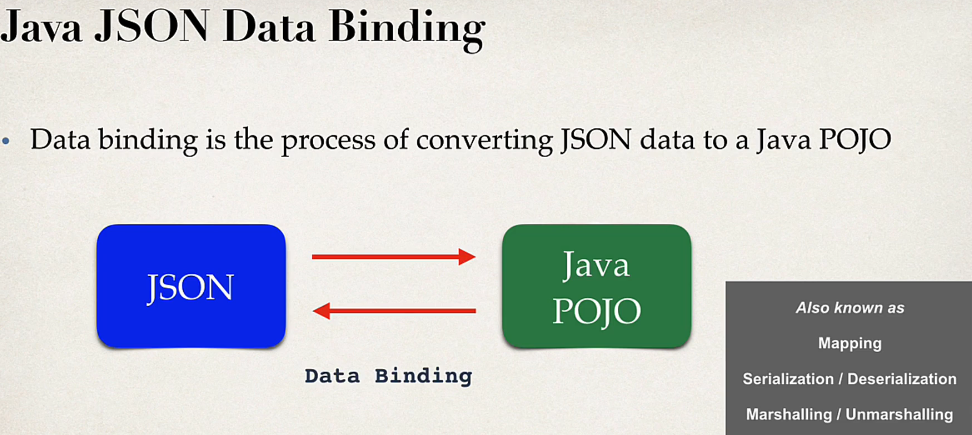 Java JSON Data Binding
• Data binding is the process of converting JSON data to a Java POJO
JSON
Java
POJO
Data Binding
Also known as
Mapping
Serialization / Deserialization
Marshalling / Unmarshalling